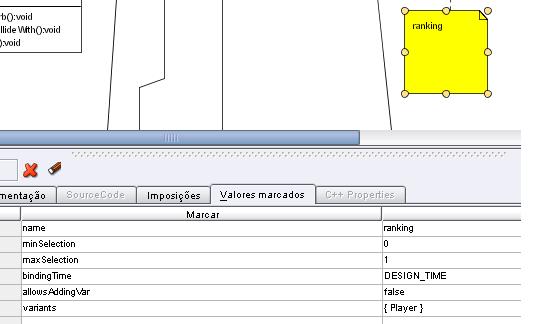 rb():void
llide With():void
):void
ranking
mentação SourceCode Imposições Valores marcados C++ Properties
Marcar
name ranking
minSelection 0
maxSelection 1
bindingTime DESIGN_TIME
allowsAddingVar false
variants { Player }